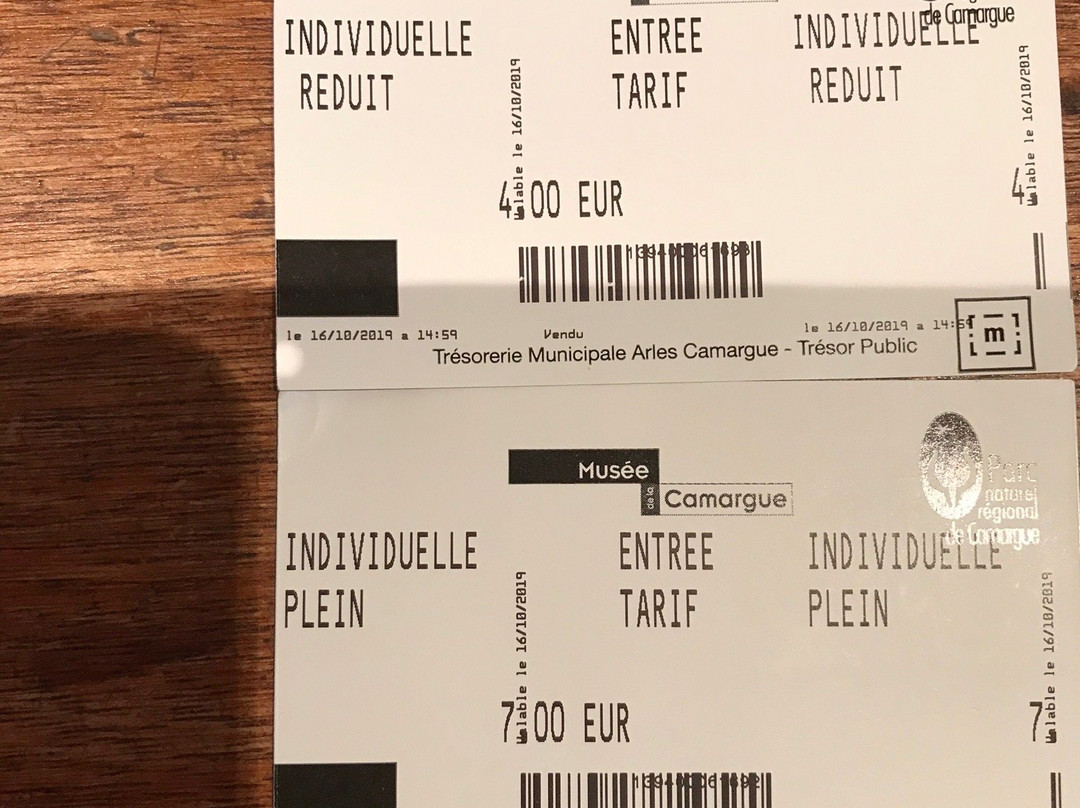 de Camargue
INDIVIDUELLE ENTREE INDIVIDUELLE
REDUIT TARIF REDUIT
Valable le 16/10/2019
Valable le 16/10/2019
4,00 EUR 4
le 16/10/2019 a 14:59 Vendu le 16/10/2019 a 14:59
Trésorerie Municipale Arles Camargue - Trésor Public
m
Musée
de la Camargue
Parc
naturel
régional
de Camargue
INDIVIDUELLE ENTREE INDIVIDUELLE
PLEIN TARIF PLEIN
Valable le 16/10/2019
Valable le 16/10/2019
7,00 EUR 7